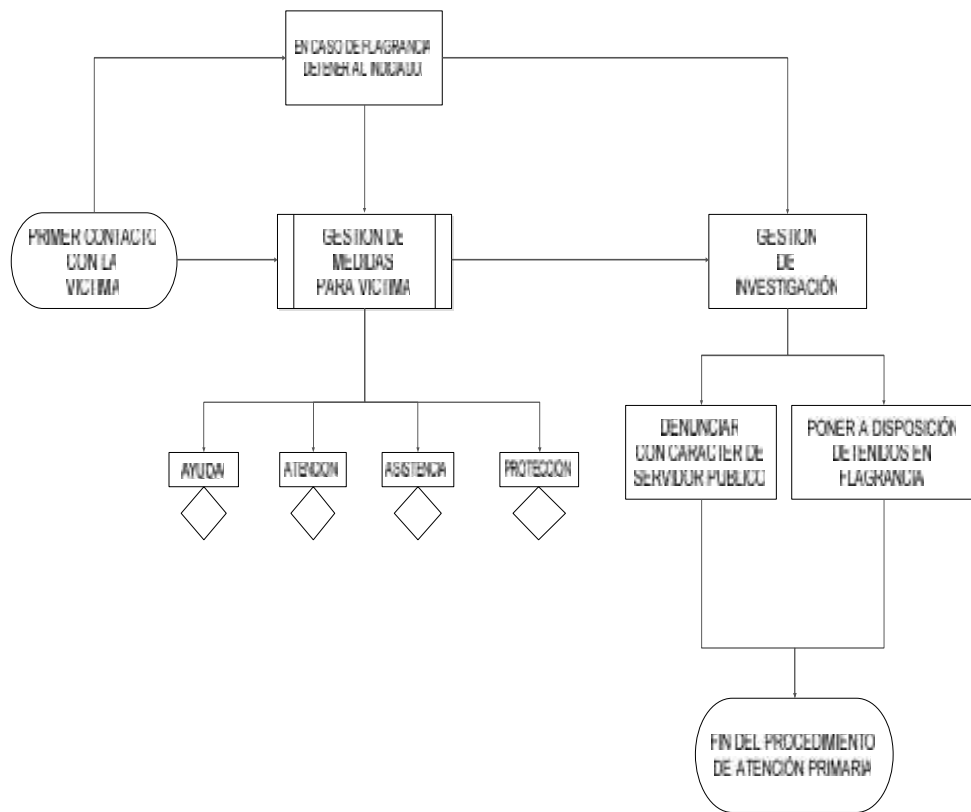 EN CASO DE FLAGRANCIA
DETENER AL INDICIADO
PRIMER CONTACTO
CON LA
VICTIMA
GESTION DE
MEDIDAS
PARA VICTIMA
GESTION
DE
INVESTIGACIÓN
AYUDA
ATENCION
ASISTENCIA
PROTECCION
DENUNCIAR
CON CARACTER DE
SERVIDOR PUBLICO
PONER A DISPOSICIÓN
DETENIDOS EN
FLAGRANCIA
FIN DEL PROCEDIMIENTO
DE ATENCIÓN PRIMARIA